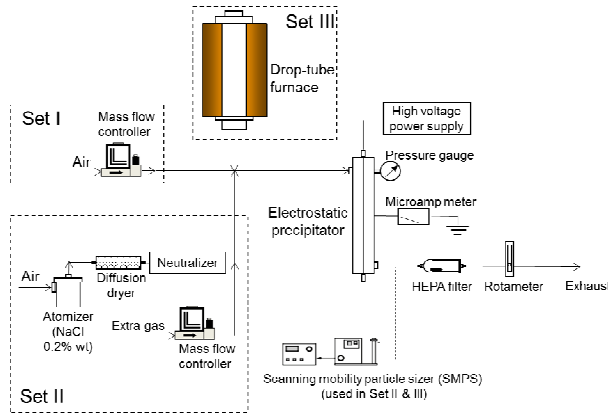 Set III
Drop-tube
furnace
Set I
Mass flow
controller
Air
High voltage
power supply
Pressure gauge
Microamp meter
Electrostatic
precipitator
HEPA filter
Rotameter
Exhaust
Air
Diffusion
dryer
Neutralizer
Atomizer
(NaCl
0.2% wt)
Extra gas
Mass flow
controller
Set II
Scanning mobility particle sizer (SMPS)
(used in Set II & III)